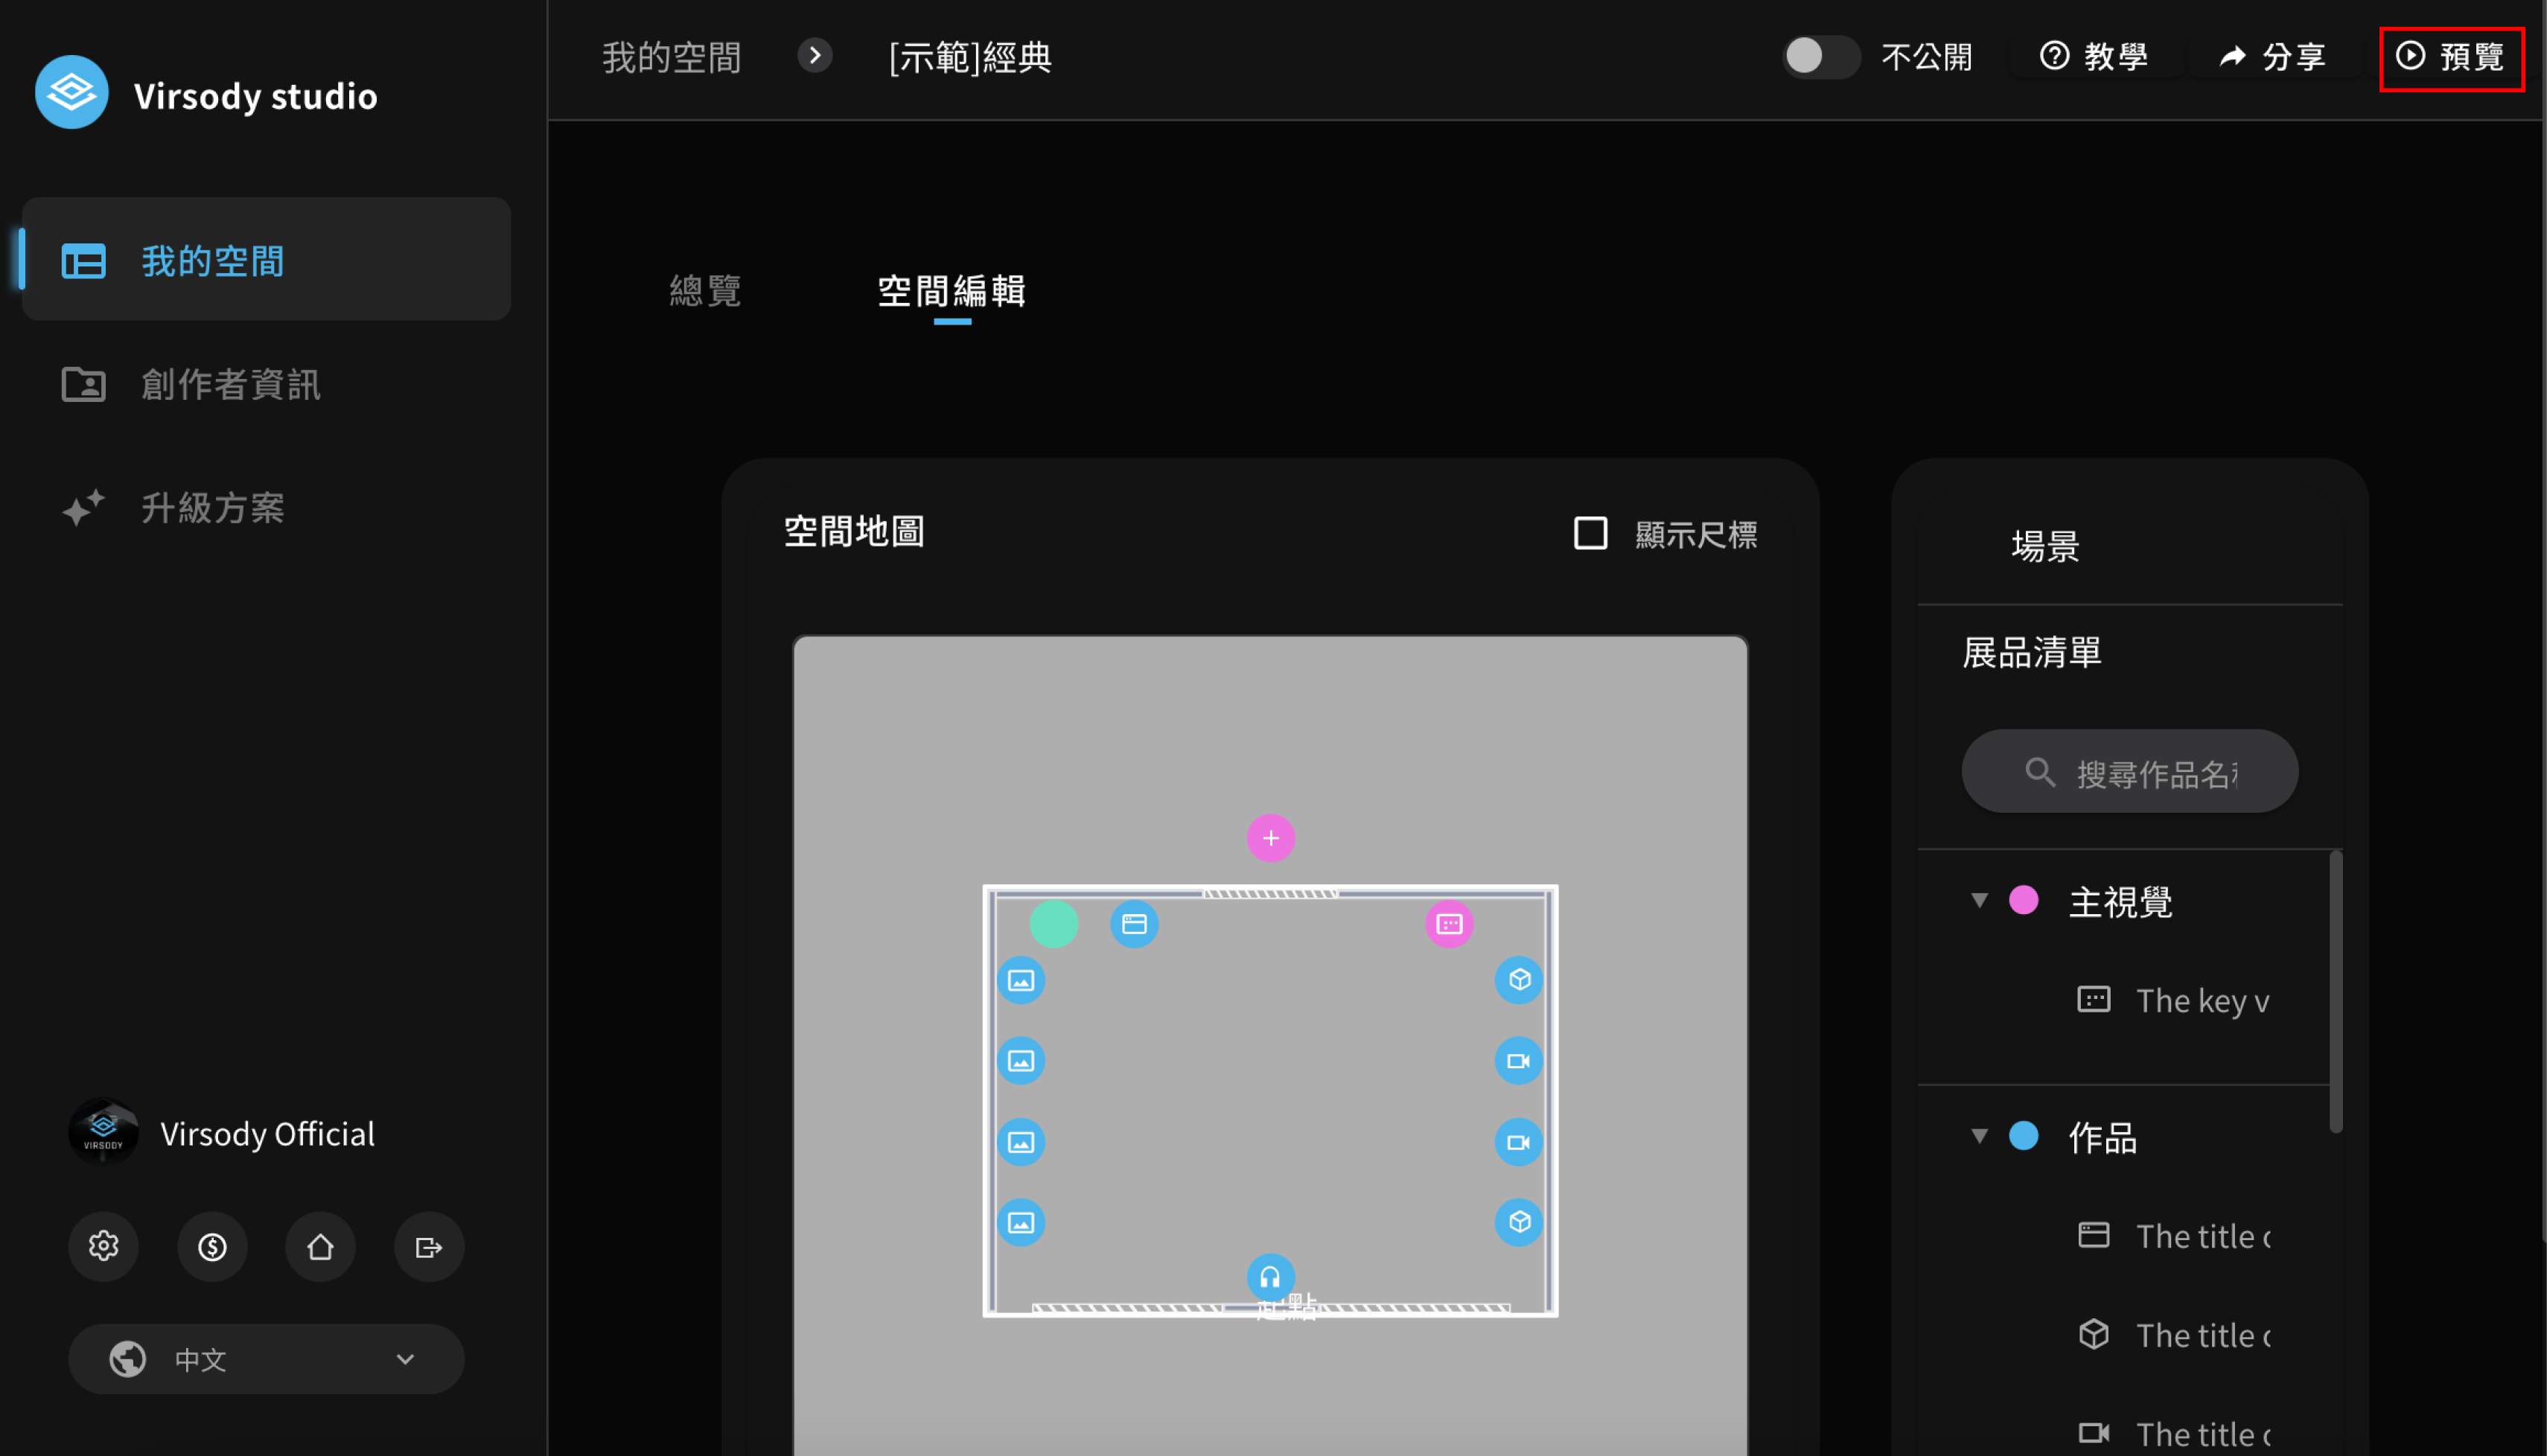 Virsody studio
我的空間
創作者資訊
升級方案
VIRSODY
Virsody Official
中文
我的空間
[示範]經典
不公開
教學
分享
預覽
總覽
空間編輯
空間地圖
顯示尺標
起點
場景
展品清單
搜尋作品名
主視覺
The key v
作品
The title
The title
The title